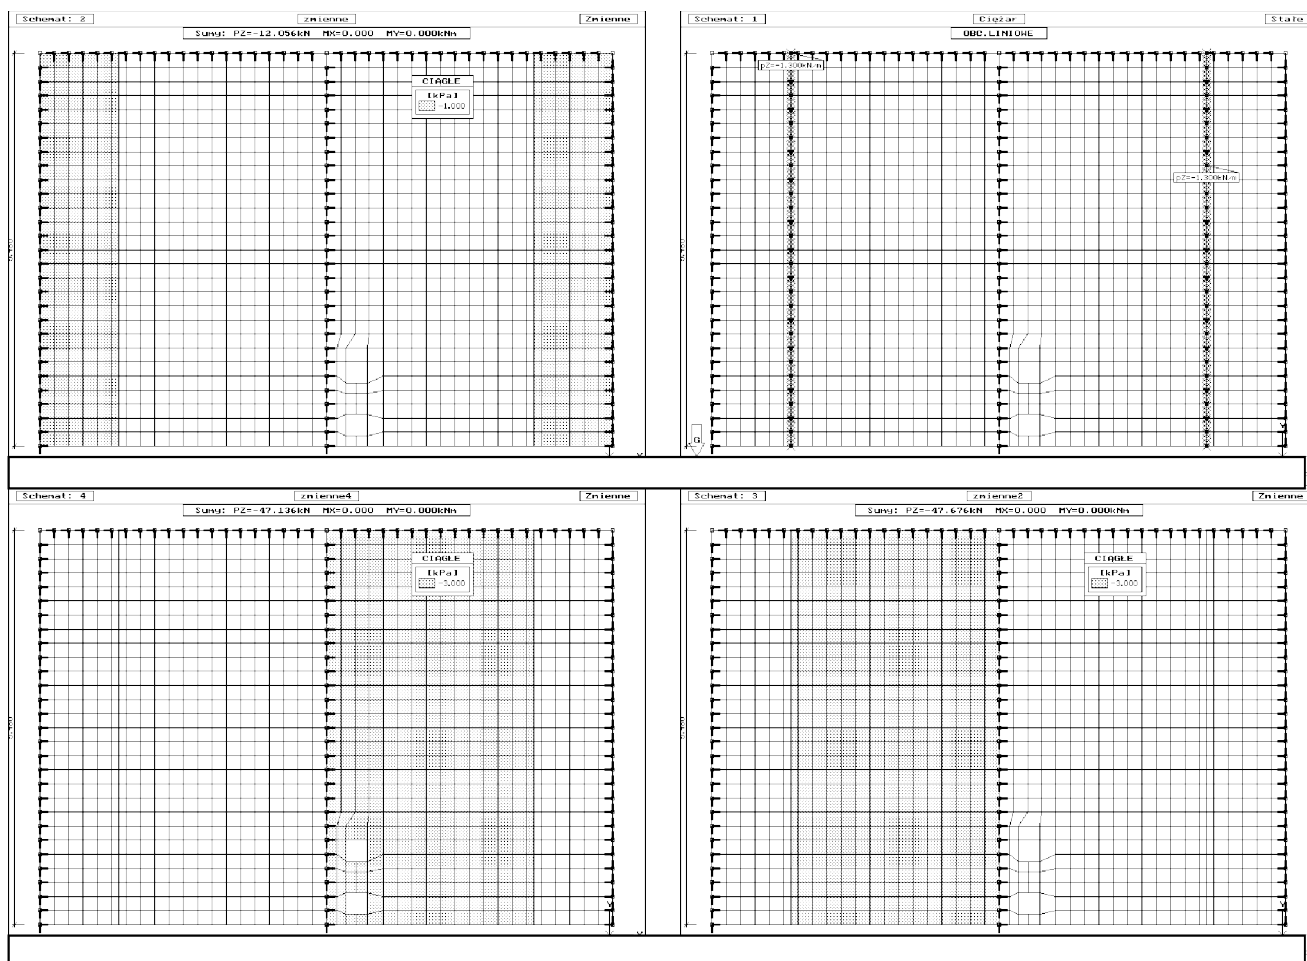 Schemat: 2
zmienne
Zmienne
Sumy: PZ=-12.056kN MX=0.000 MY=0.000kNm
CIĄGŁE
[kPa]
-1.000
Schemat: 1
Ciężar
Stałe
OBC.LINIOWE
pZ=-1.300kN/m
pZ=-1.300kN/m
G
Y
Schemat: 4
zmienne4
Zmienne
Sumy: PZ=-47.136kN MX=0.000 MY=0.000kNm
CIĄGŁE
[kPa]
-3.000
Y
Schemat: 3
zmienne2
Zmienne
Sumy: PZ=-47.676kN MX=0.000 MY=0.000kNm
CIĄGŁE
[kPa]
-3.000
Y